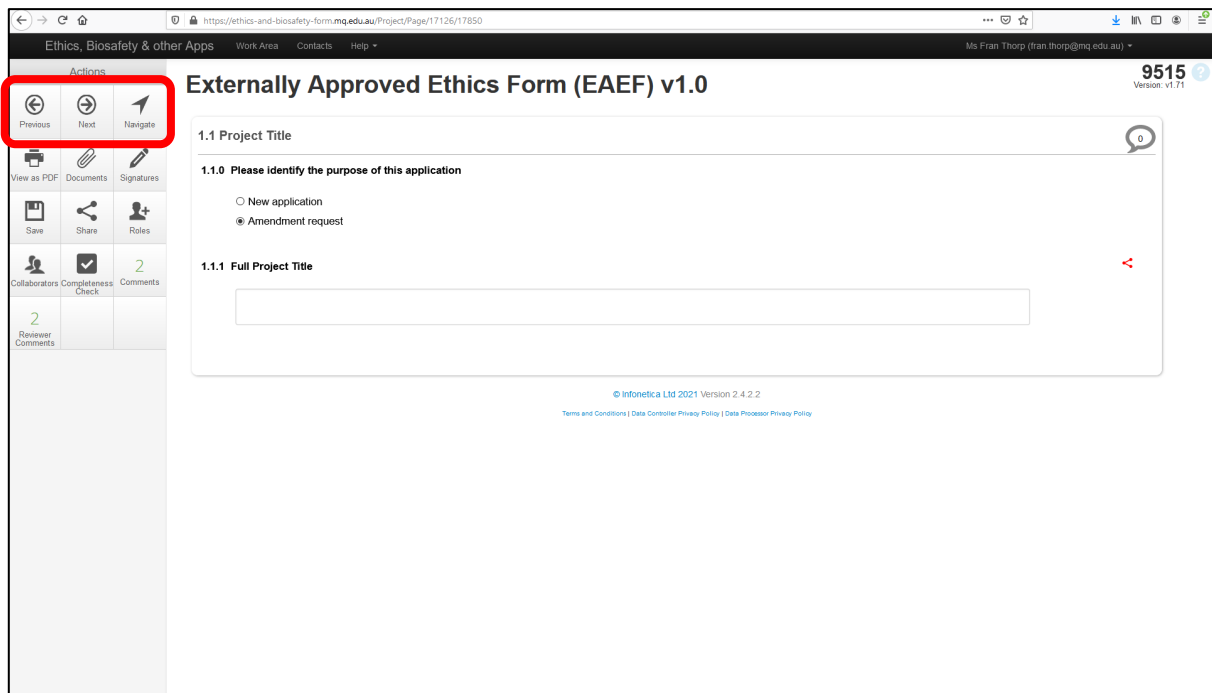 https://ethics-and-biosafety-form.mq.edu.au/Project/Page/17126/17850
Ethics, Biosafety & other Apps Work Area Contacts Help Ms Fran Thorp (fran.thorp@mq.edu.au)
Actions
Previous Next Navigate
View as PDF Documents Signatures
Save Share Roles
Collaborators Completeness Check 2 Comments
2 Reviewer Comments
Externally Approved Ethics Form (EAEF) v1.0
9515
Version: v1.71
1.1 Project Title
0
1.1.0 Please identify the purpose of this application
New application
Amendment request
1.1.1 Full Project Title
© Infonetica Ltd 2021 Version 2.4.2.2
Terms and Conditions | Data Controller Privacy Policy | Data Processor Privacy Policy